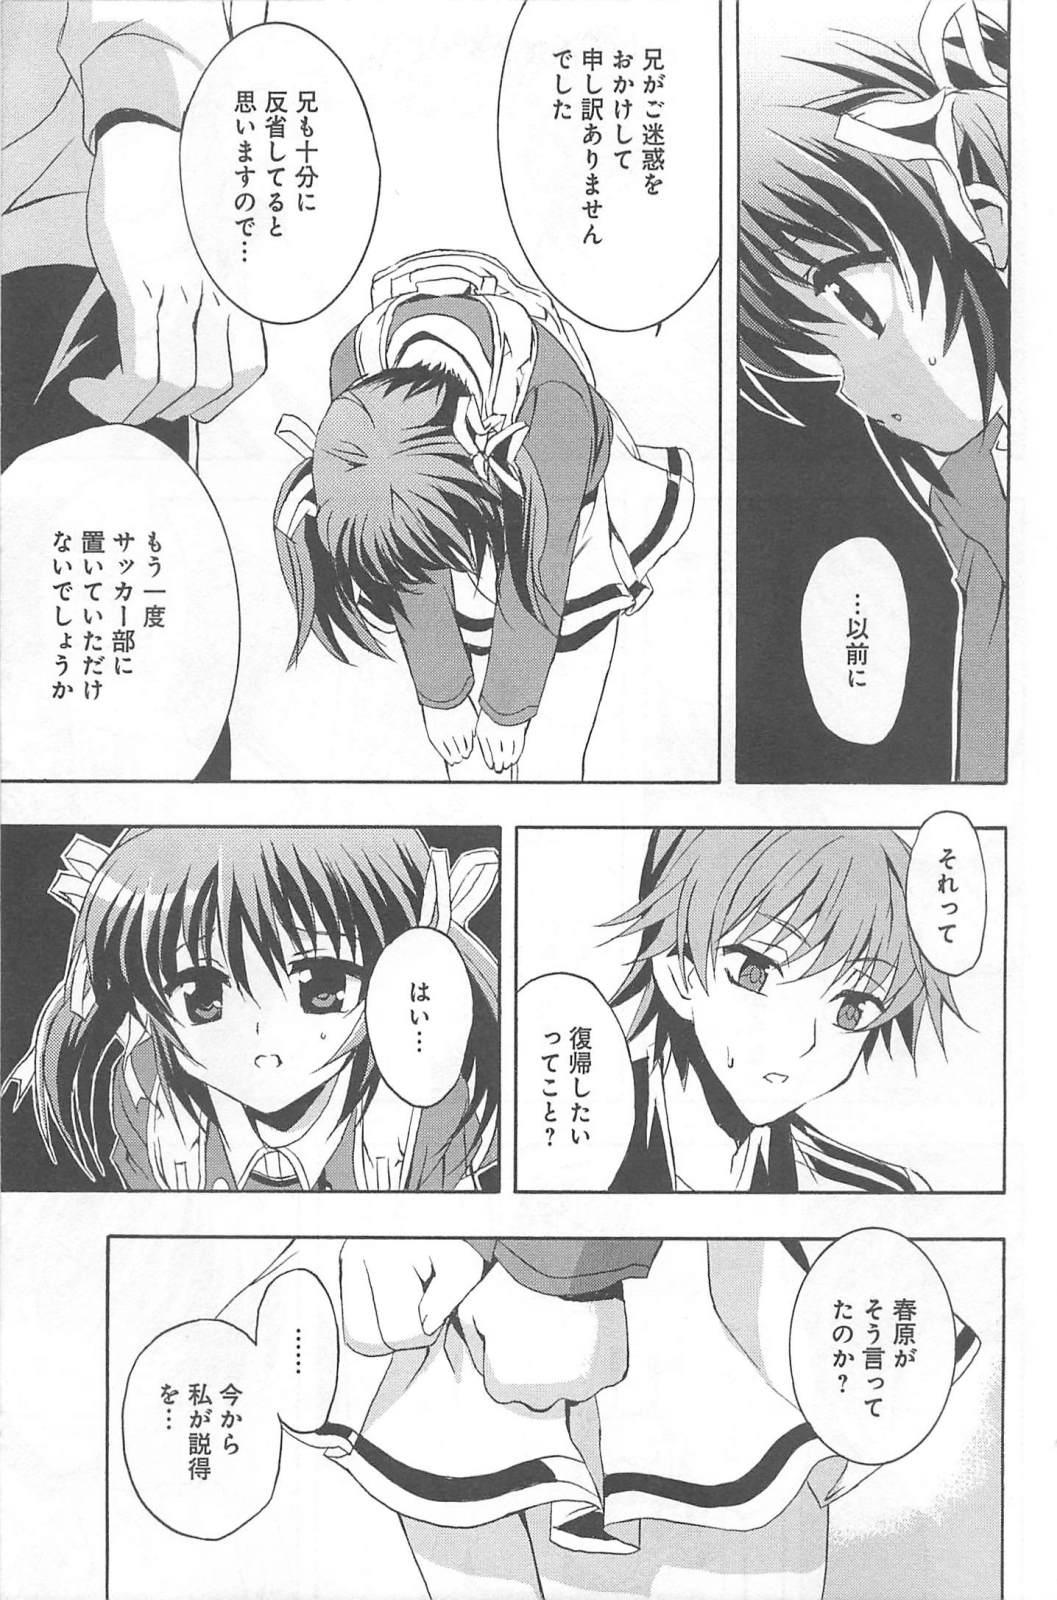 …以前に
兄がご迷惑を
おかけして
申し訳ありません
でした
兄も十分に
反省してると
思いますので…
もう一度
サッカー部に
置いていただけ
ないでしょうか
それって
復帰したい
ってこと？
はい…
春原が
そう言って
たのか？
……
今から
私が説得
を…